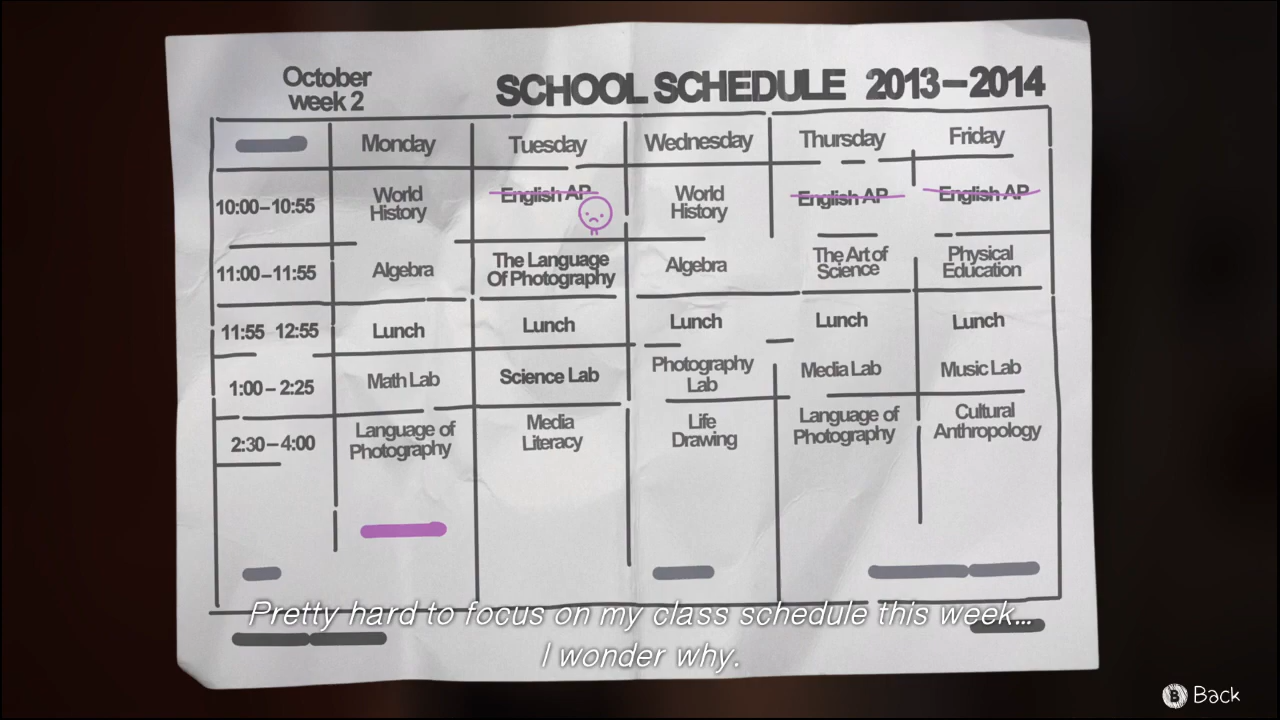 October
week 2
SCHOOL SCHEDULE 2013–2014
Monday Tuesday Wednesday Thursday Friday
10:00–10:55 World
History English AP World
History English AP English AP
11:00–11:55 Algebra The Language
Of Photography Algebra The Art of
Science Physical
Education
11:55 12:55 Lunch Lunch Lunch Lunch Lunch
1:00 – 2:25 Math Lab Science Lab Photography
Lab Media Lab Music Lab
2:30 – 4:00 Language of
Photography Media
Literacy Life
Drawing Language of
Photography Cultural
Anthropology
Pretty hard to focus on my class schedule this week...
I wonder why.
B Back